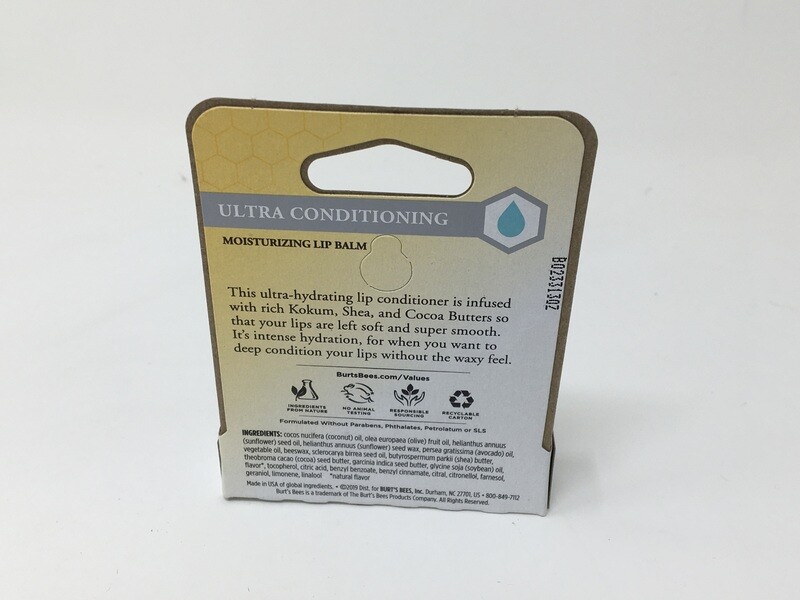 ULTRA CONDITIONING
MOISTURIZING LIP BALM
B0233130Z
This ultra-hydrating lip conditioner is infused
with rich Kokum, Shea, and Cocoa Butters so
that your lips are left soft and super smooth.
It's intense hydration, for when you want to
deep condition your lips without the waxy feel.
BurtsBees.com/Values
INGREDIENTS
FROM NATURE
NO ANIMAL
TESTING
RESPONSIBLE
SOURCING
RECYCLABLE
CARTON
Formulated Without Parabens, Phthalates, Petrolatum or SLS
INGREDIENTS: cocos nucifera (coconut) oil, olea europaea (olive) fruit oil, helianthus annuus
(sunflower) seed oil, helianthus annuus (sunflower) seed wax, persea gratissima (avocado) oil,
vegetable oil, beeswax, sclerocarya birrea seed oil, butyrospermum parkii (shea) butter,
theobroma cacao (cocoa) seed butter, garcinia indica seed butter, glycine soja (soybean) oil,
flavor*, tocopherol, citric acid, benzyl benzoate, benzyl cinnamate, citral, citronellol, farnesol,
geraniol, limonene, linalool *natural flavor
Made in USA of global ingredients. • ©2019 Dist. for BURT'S BEES, Inc. Durham, NC 27701, US • 800-849-7112
Burt's Bees is a trademark of The Burt's Bees Products Company. All Rights Reserved.